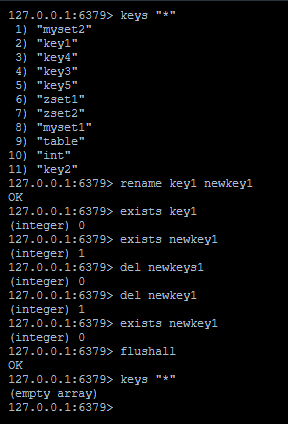 127.0.0.1:6379> keys "*"
 1) "myset2"
 2) "key1"
 3) "key4"
 4) "key3"
 5) "key5"
 6) "zset1"
 7) "zset2"
 8) "myset1"
 9) "table"
10) "int"
11) "key2"
127.0.0.1:6379> rename key1 newkey1
OK
127.0.0.1:6379> exists key1
(integer) 0
127.0.0.1:6379> exists newkey1
(integer) 1
127.0.0.1:6379> del newkeys1
(integer) 0
127.0.0.1:6379> del newkey1
(integer) 1
127.0.0.1:6379> exists newkey1
(integer) 0
127.0.0.1:6379> flushall
OK
127.0.0.1:6379> keys "*"
(empty array)
127.0.0.1:6379>